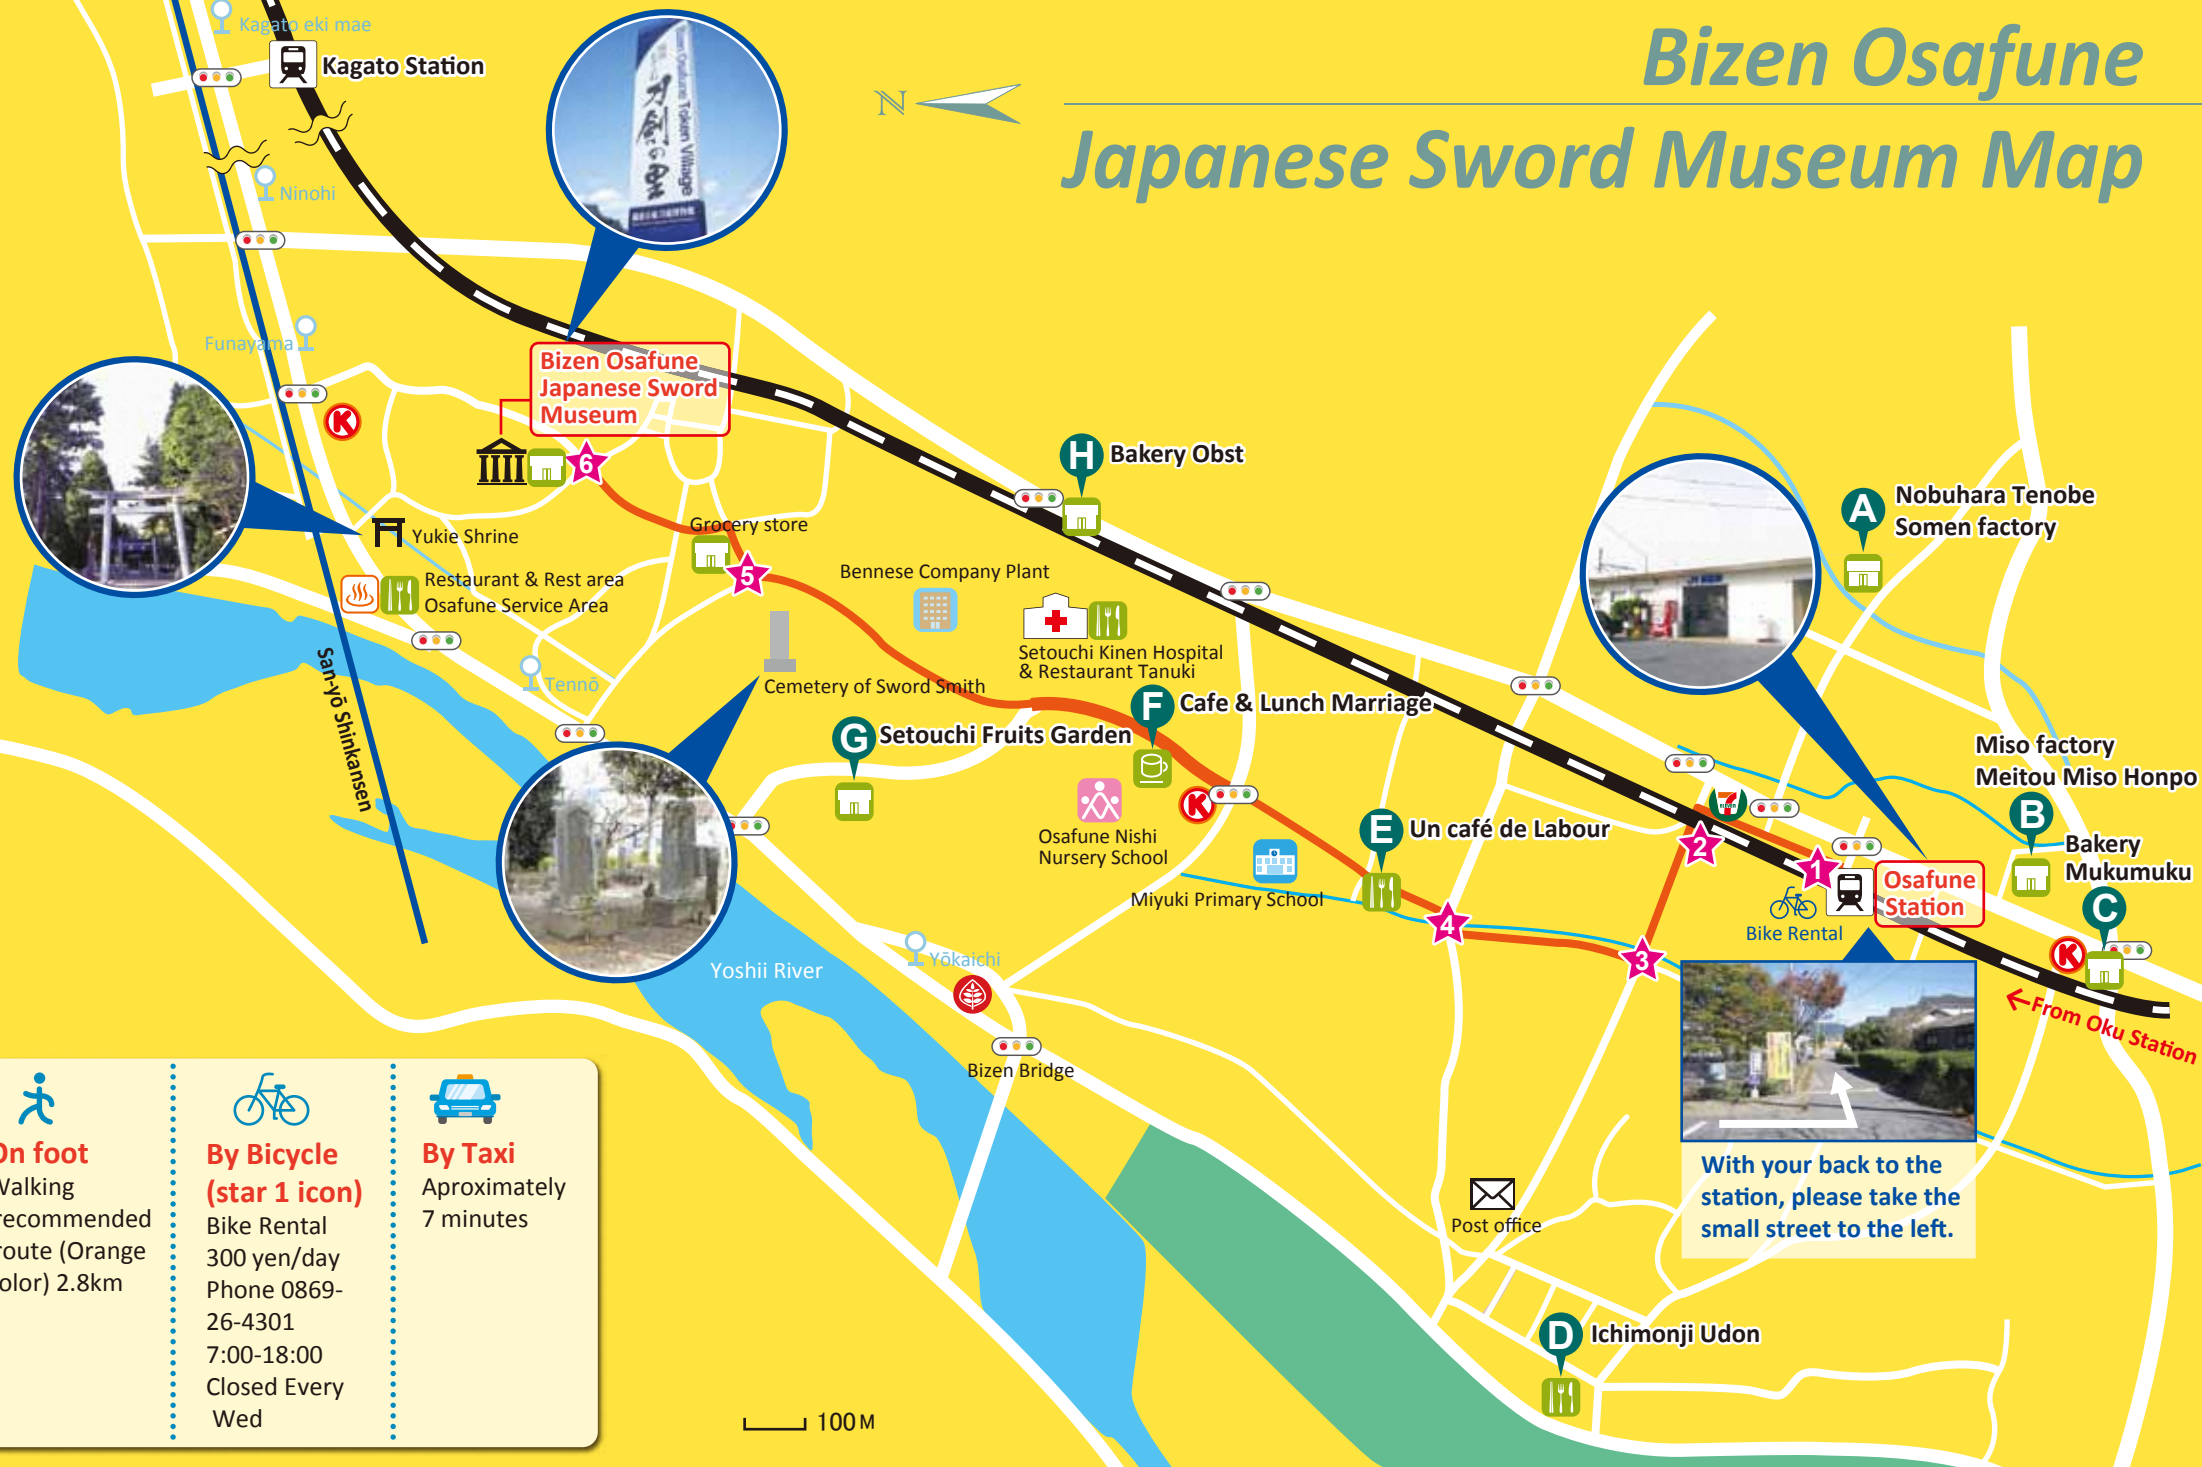 Bizen Osafune
Japanese Sword Museum Map
N
Kagato eki mae
Kagato Station
Ninohi
Funayama
Bizen Osafune Token Village
Bizen Osafune
Japanese Sword
Museum
6
K
Yukie Shrine
Restaurant & Rest area
Osafune Service Area
Grocery store
5
Bennese Company Plant
Cemetery of Sword Smith
Tennō
San-yō Shinkansen
H
Bakery Obst
Setouchi Kinen Hospital
& Restaurant Tanuki
F
Cafe & Lunch Marriage
G
Setouchi Fruits Garden
Osafune Nishi
Nursery School
K
Miyuki Primary School
E
Un café de Labour
4
3
2
1
7
ELEVEN
A
Nobuhara Tenobe
Somen factory
Miso factory
Meitou Miso Honpo
B
Bakery
Mukumuku
C
K
Osafune
Station
Bike Rental
←From Oku Station
With your back to the
station, please take the
small street to the left.
Yoshii River
Yōkaichi
Bizen Bridge
Post office
D
Ichimonji Udon
On foot
Walking
recommended
route (Orange
color) 2.8km
By Bicycle
(star 1 icon)
Bike Rental
300 yen/day
Phone 0869-
26-4301
7:00-18:00
Closed Every
Wed
By Taxi
Aproximately
7 minutes
100M